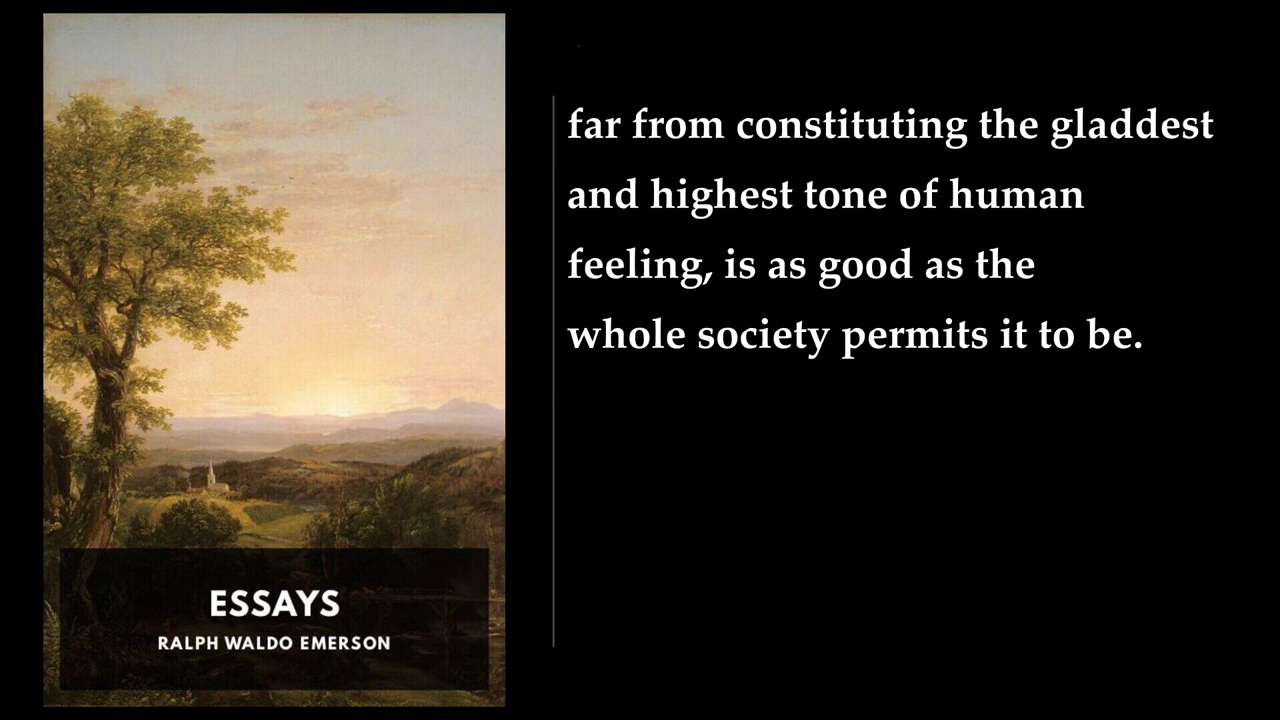 far from constituting the gladdest
and highest tone of human
feeling, is as good as the
whole society permits it to be.
ESSAYS
RALPH WALDO EMERSON